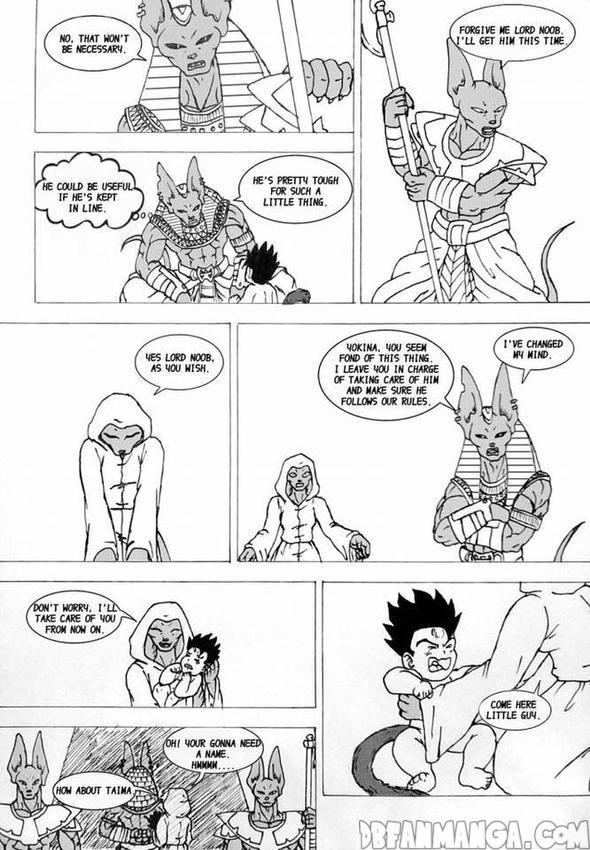 FORGIVE ME LORD NOOB.
I'LL GET HIM THIS TIME.
NO, THAT WON'T
BE NECESSARY.
HE'S PRETTY TOUGH
FOR SUCH A
LITTLE THING.
HE COULD BE USEFUL
IF HE'S KEPT
IN LINE.
I'VE CHANGED
MY MIND.
YOKINA, YOU SEEM
FOND OF THIS THING.
I LEAVE YOU IN CHARGE
OF TAKING CARE OF HIM
AND MAKE SURE HE
FOLLOWS OUR RULES.
YES LORD NOOB,
AS YOU WISH.
COME HERE
LITTLE GUY.
DON'T WORRY, I'LL
TAKE CARE OF YOU
FROM NOW ON.
OH! YOUR GONNA NEED
A NAME.
HMMMM....
HOW ABOUT TAIMA.
DBFANMANGA.COM